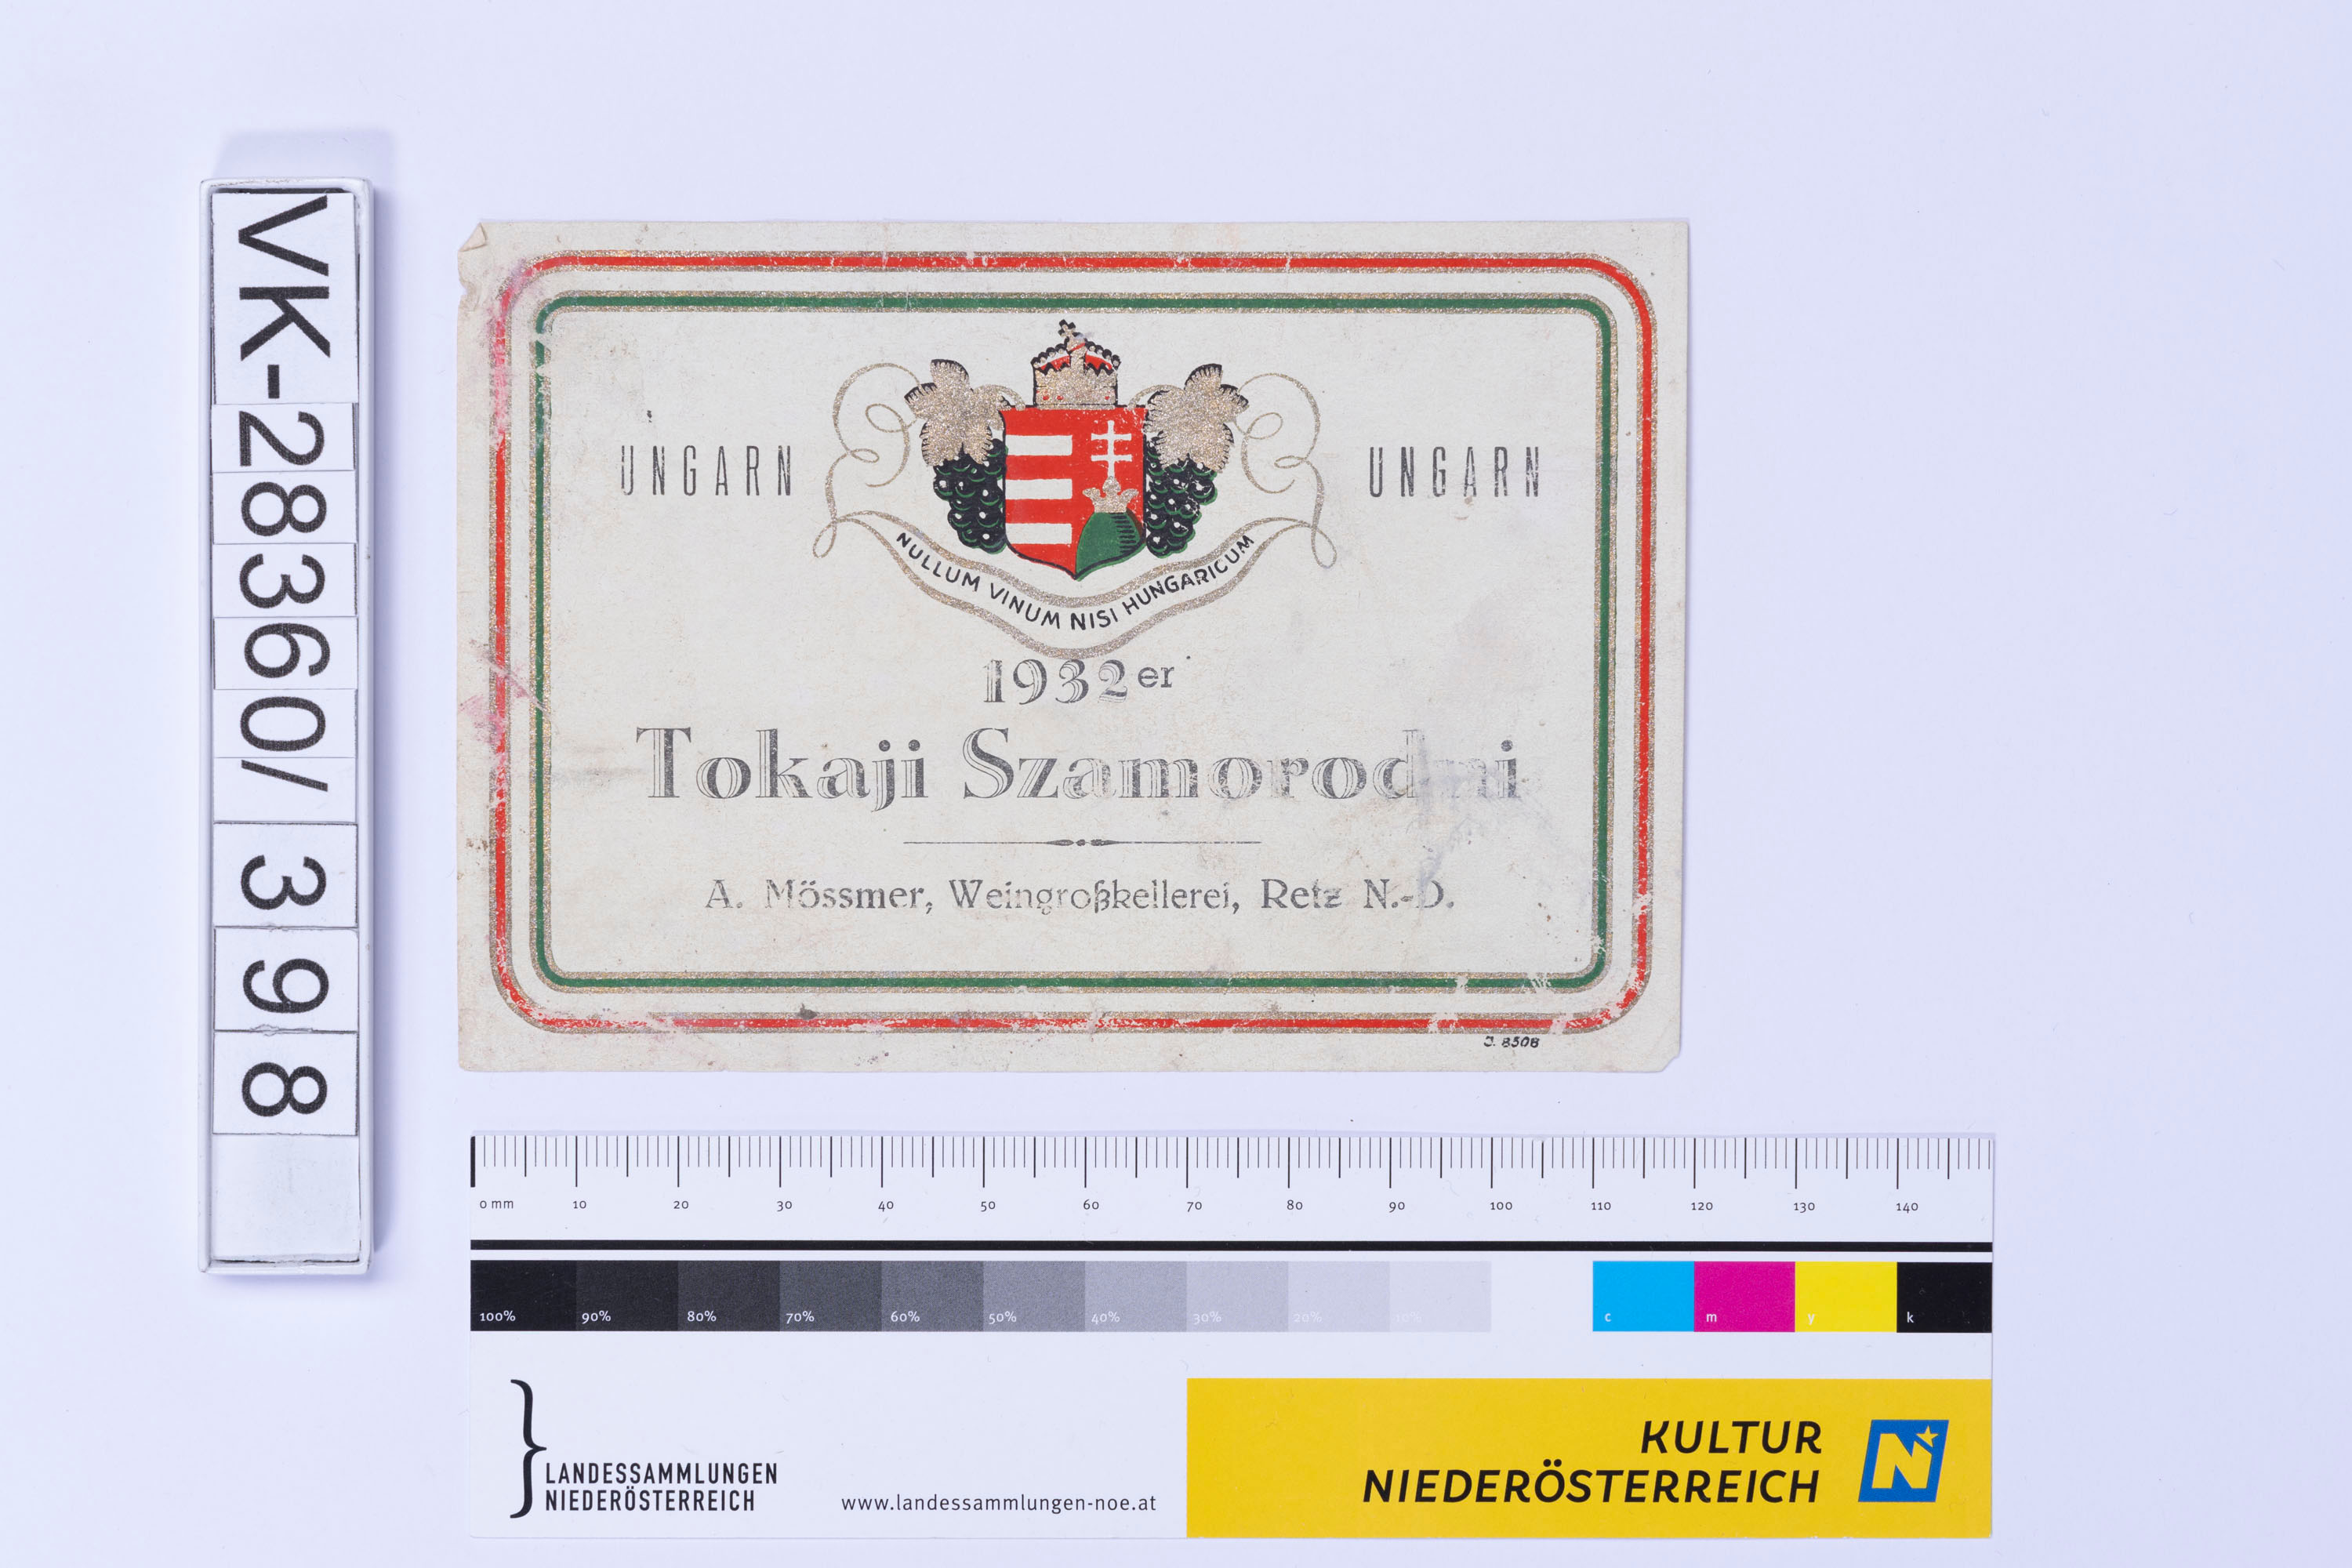 VK-28360/398
UNGARN
UNGARN
NULLUM VINUM NISI HUNGARICUM
1932er
Tokaji Szamorodni
A. Mössmer, Weingroßkellerei, Retz N.-D.
J. 8508
0 mm 10 20 30 40 50 60 70 80 90 100 110 120 130 140
100% 90% 80% 70% 60% 50% 40% 30% 20% 10% c m y k
LANDESSAMMLUNGEN
NIEDERÖSTERREICH
www.landessammlungen-noe.at
KULTUR
NIEDERÖSTERREICH
N